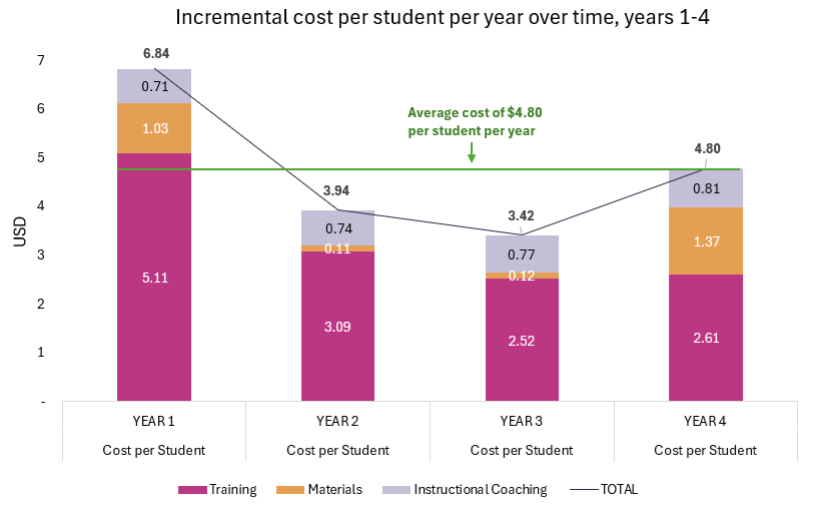 Incremental cost per student per year over time, years 1-4
USD
7
6
5
4
3
2
1
-
6.84
0.71
1.03
5.11
3.94
0.74
0.11
3.09
Average cost of $4.80
per student per year
3.42
0.77
0.12
2.52
4.80
0.81
1.37
2.61
YEAR 1
Cost per Student
YEAR 2
Cost per Student
YEAR 3
Cost per Student
YEAR 4
Cost per Student
Training
Materials
Instructional Coaching
TOTAL